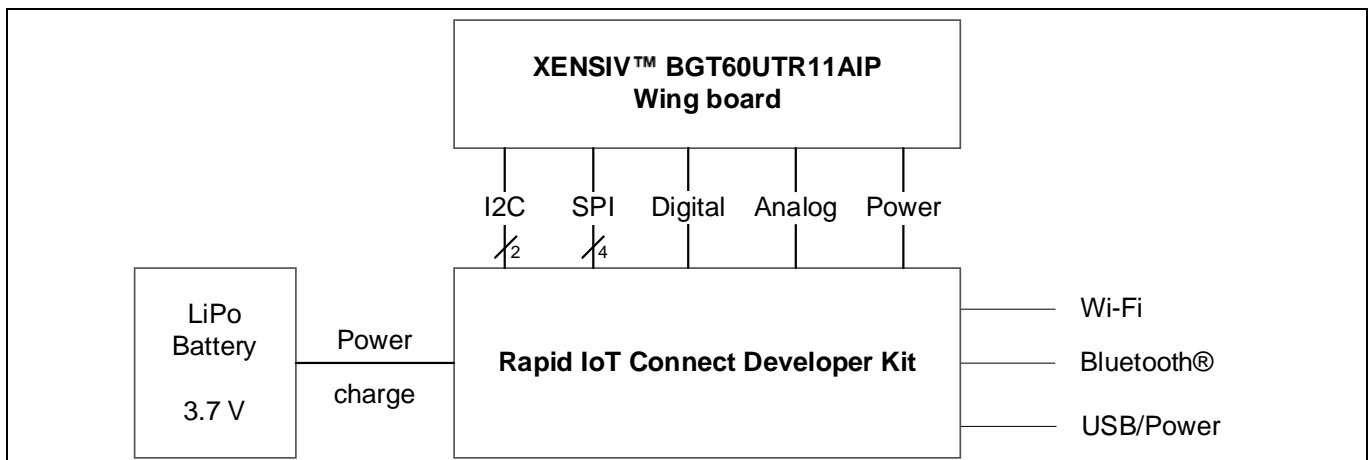 XENSIV™ BGT60UTR11AIP
Wing board
I2C SPI Digital Analog Power
2 4
LiPo
Battery
3.7 V
Power
charge
Rapid IoT Connect Developer Kit
Wi-Fi
Bluetooth®
USB/Power